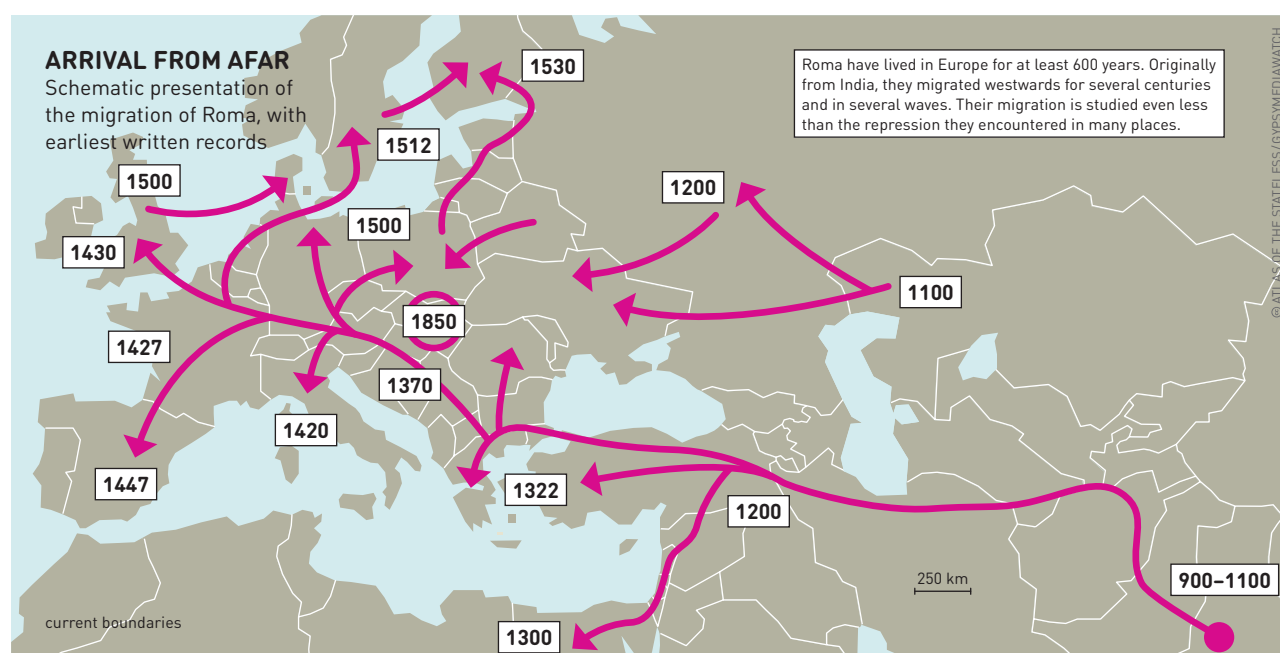 ARRIVAL FROM AFAR
Schematic presentation of
the migration of Roma, with
earliest written records
Roma have lived in Europe for at least 600 years. Originally
from India, they migrated westwards for several centuries
and in several waves. Their migration is studied even less
than the repression they encountered in many places.
© ATLAS OF THE STATELESS/GYPSYMEDIAWATCH
1530
1512
1500
1200
1500
1430
1100
1850
1427
1370
1420
1447
1322
1200
900–1100
250 km
current boundaries
1300